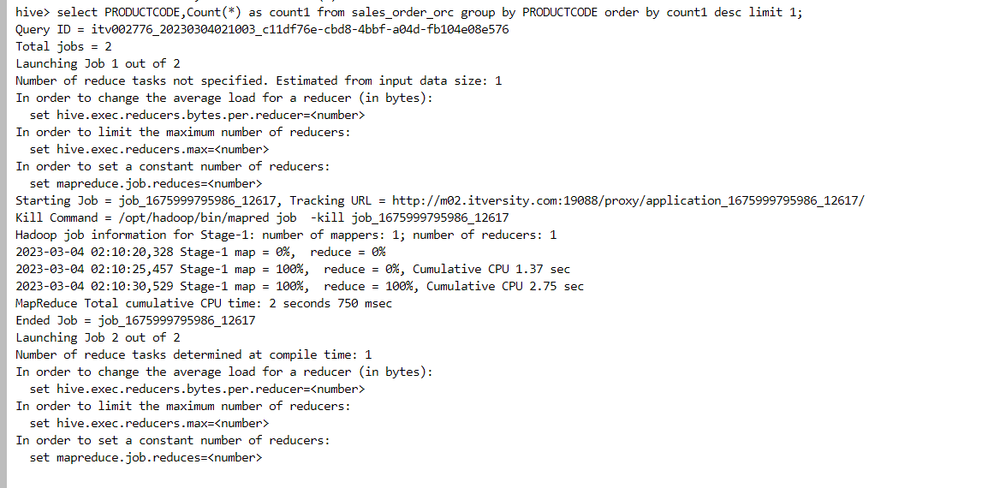 hive> select PRODUCTCODE,Count(*) as count1 from sales_order_orc group by PRODUCTCODE order by count1 desc limit 1;
Query ID = itv002776_20230304021003_c11df76e-cbd8-4bbf-a04d-fb104e08e576
Total jobs = 2
Launching Job 1 out of 2
Number of reduce tasks not specified. Estimated from input data size: 1
In order to change the average load for a reducer (in bytes):
  set hive.exec.reducers.bytes.per.reducer=<number>
In order to limit the maximum number of reducers:
  set hive.exec.reducers.max=<number>
In order to set a constant number of reducers:
  set mapreduce.job.reduces=<number>
Starting Job = job_1675999795986_12617, Tracking URL = http://m02.itversity.com:19088/proxy/application_1675999795986_12617/
Kill Command = /opt/hadoop/bin/mapred job  -kill job_1675999795986_12617
Hadoop job information for Stage-1: number of mappers: 1; number of reducers: 1
2023-03-04 02:10:20,328 Stage-1 map = 0%,  reduce = 0%
2023-03-04 02:10:25,457 Stage-1 map = 100%,  reduce = 0%, Cumulative CPU 1.37 sec
2023-03-04 02:10:30,529 Stage-1 map = 100%,  reduce = 100%, Cumulative CPU 2.75 sec
MapReduce Total cumulative CPU time: 2 seconds 750 msec
Ended Job = job_1675999795986_12617
Launching Job 2 out of 2
Number of reduce tasks determined at compile time: 1
In order to change the average load for a reducer (in bytes):
  set hive.exec.reducers.bytes.per.reducer=<number>
In order to limit the maximum number of reducers:
  set hive.exec.reducers.max=<number>
In order to set a constant number of reducers:
  set mapreduce.job.reduces=<number>